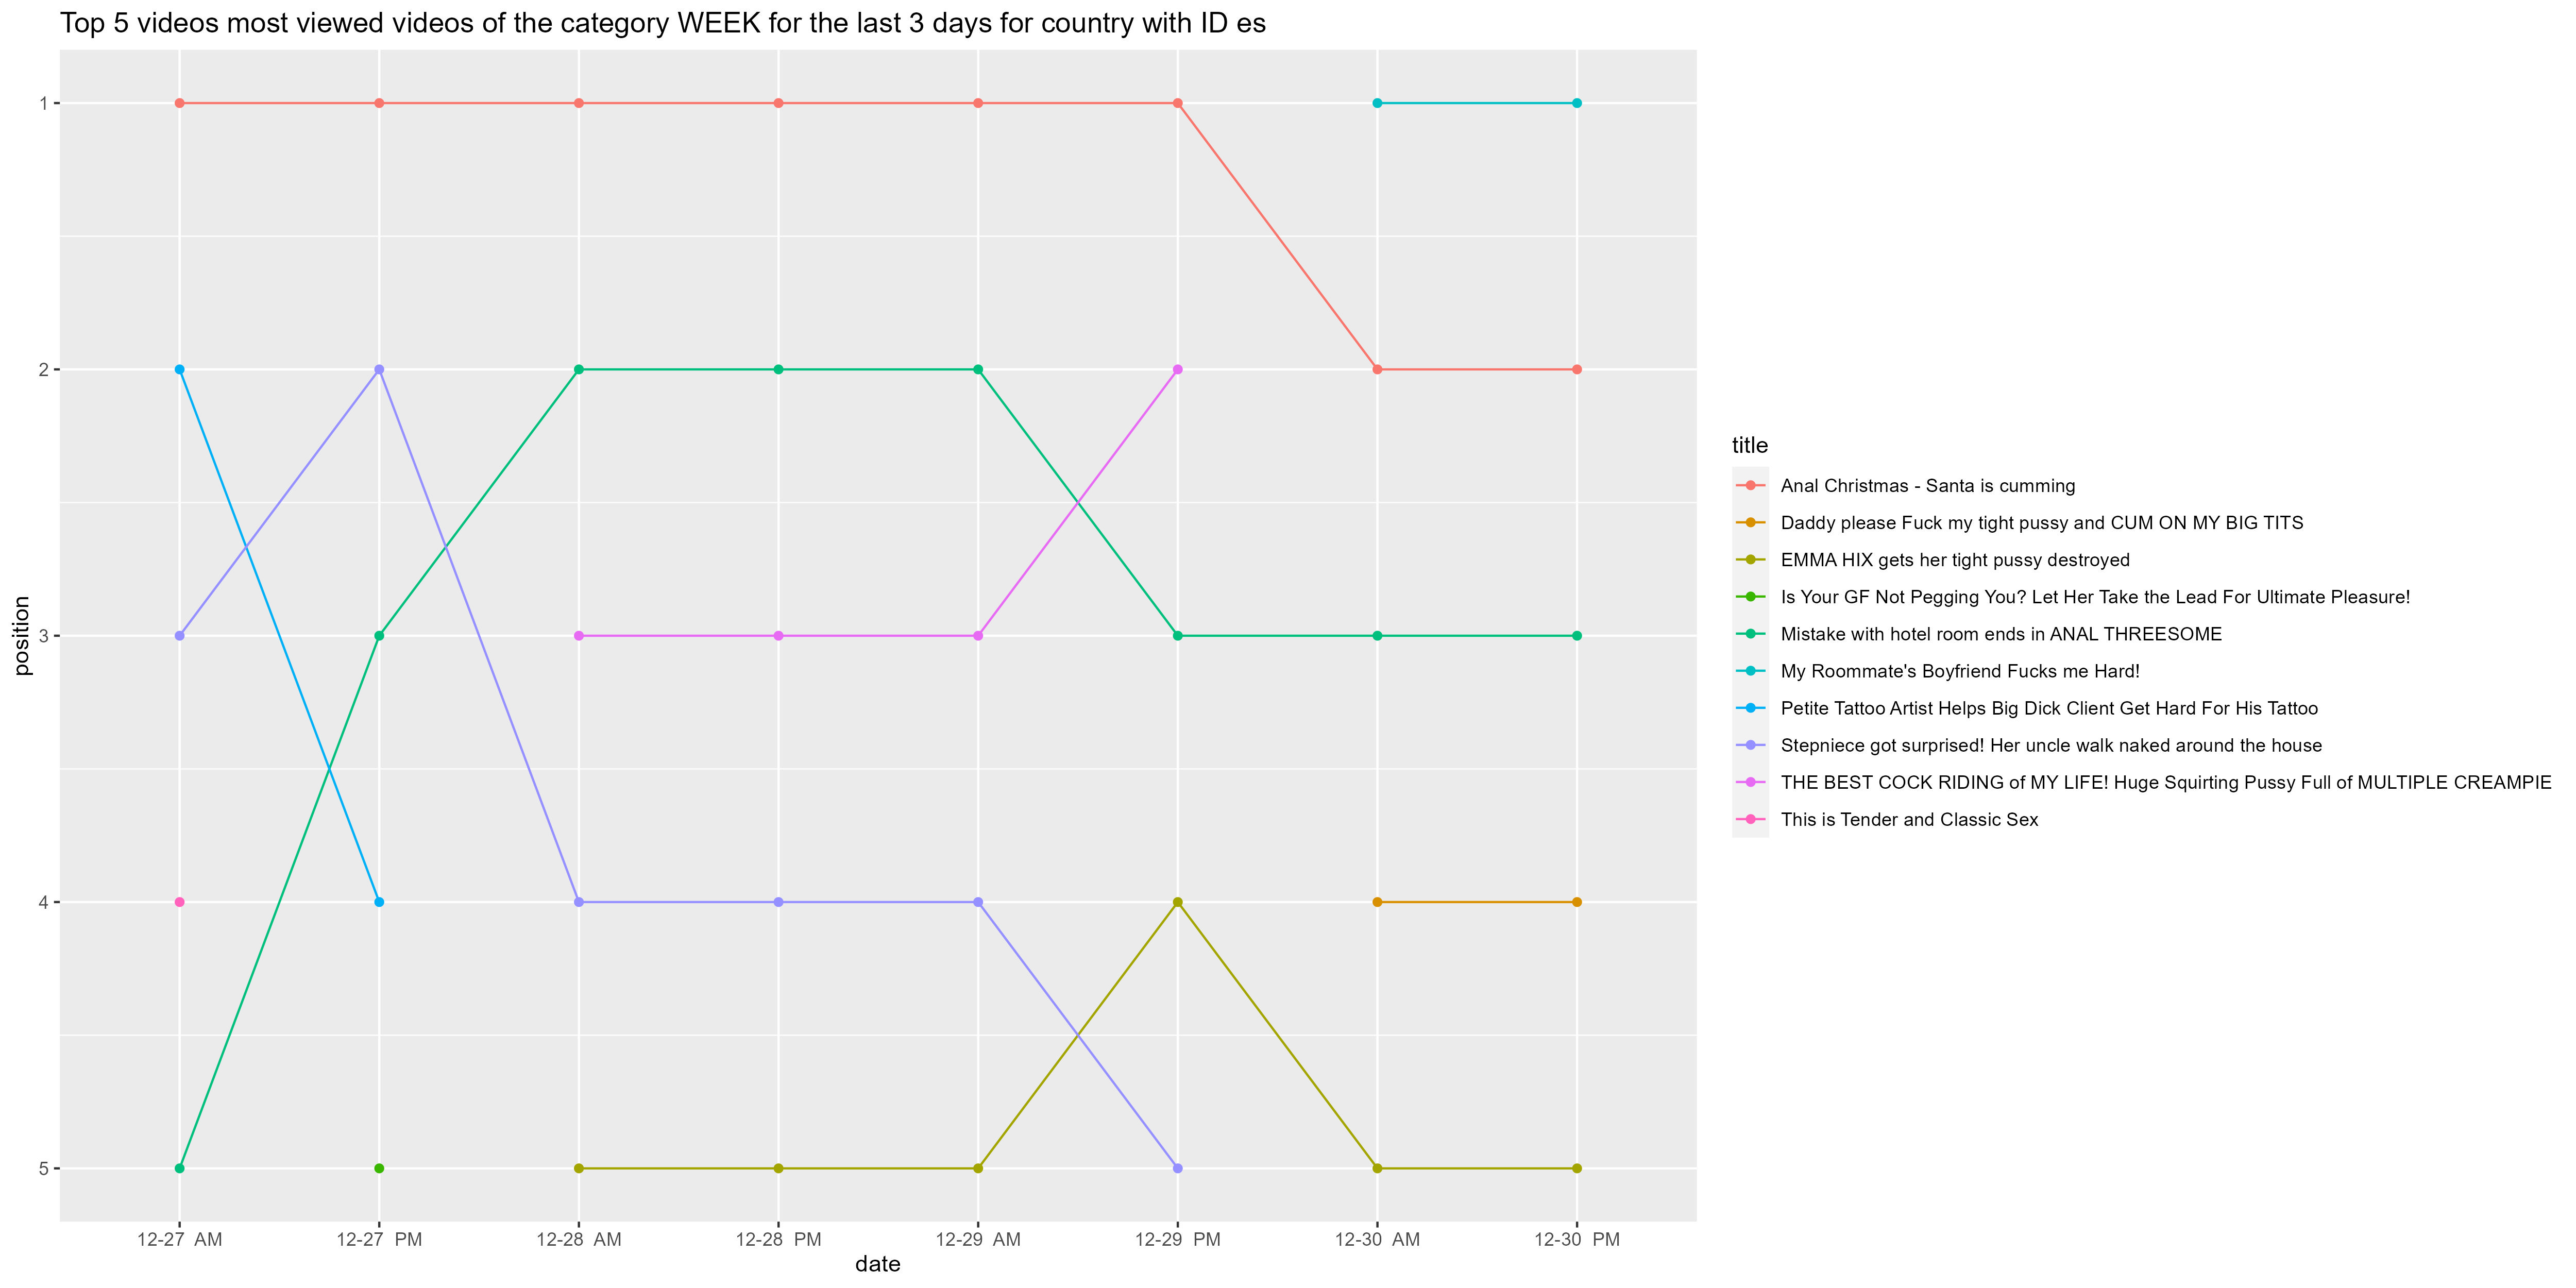 Top 5 videos most viewed videos of the category WEEK for the last 3 days for country with ID es
1
2
3
4
5
position
12-27 AM
12-27 PM
12-28 AM
12-28 PM
12-29 AM
12-29 PM
12-30 AM
12-30 PM
date
title
Anal Christmas - Santa is cumming
Daddy please Fuck my tight pussy and CUM ON MY BIG TITS
EMMA HIX gets her tight pussy destroyed
Is Your GF Not Pegging You? Let Her Take the Lead For Ultimate Pleasure!
Mistake with hotel room ends in ANAL THREESOME
My Roommate's Boyfriend Fucks me Hard!
Petite Tattoo Artist Helps Big Dick Client Get Hard For His Tattoo
Stepniece got surprised! Her uncle walk naked around the house
THE BEST COCK RIDING of MY LIFE! Huge Squirting Pussy Full of MULTIPLE CREAMPIE
This is Tender and Classic Sex